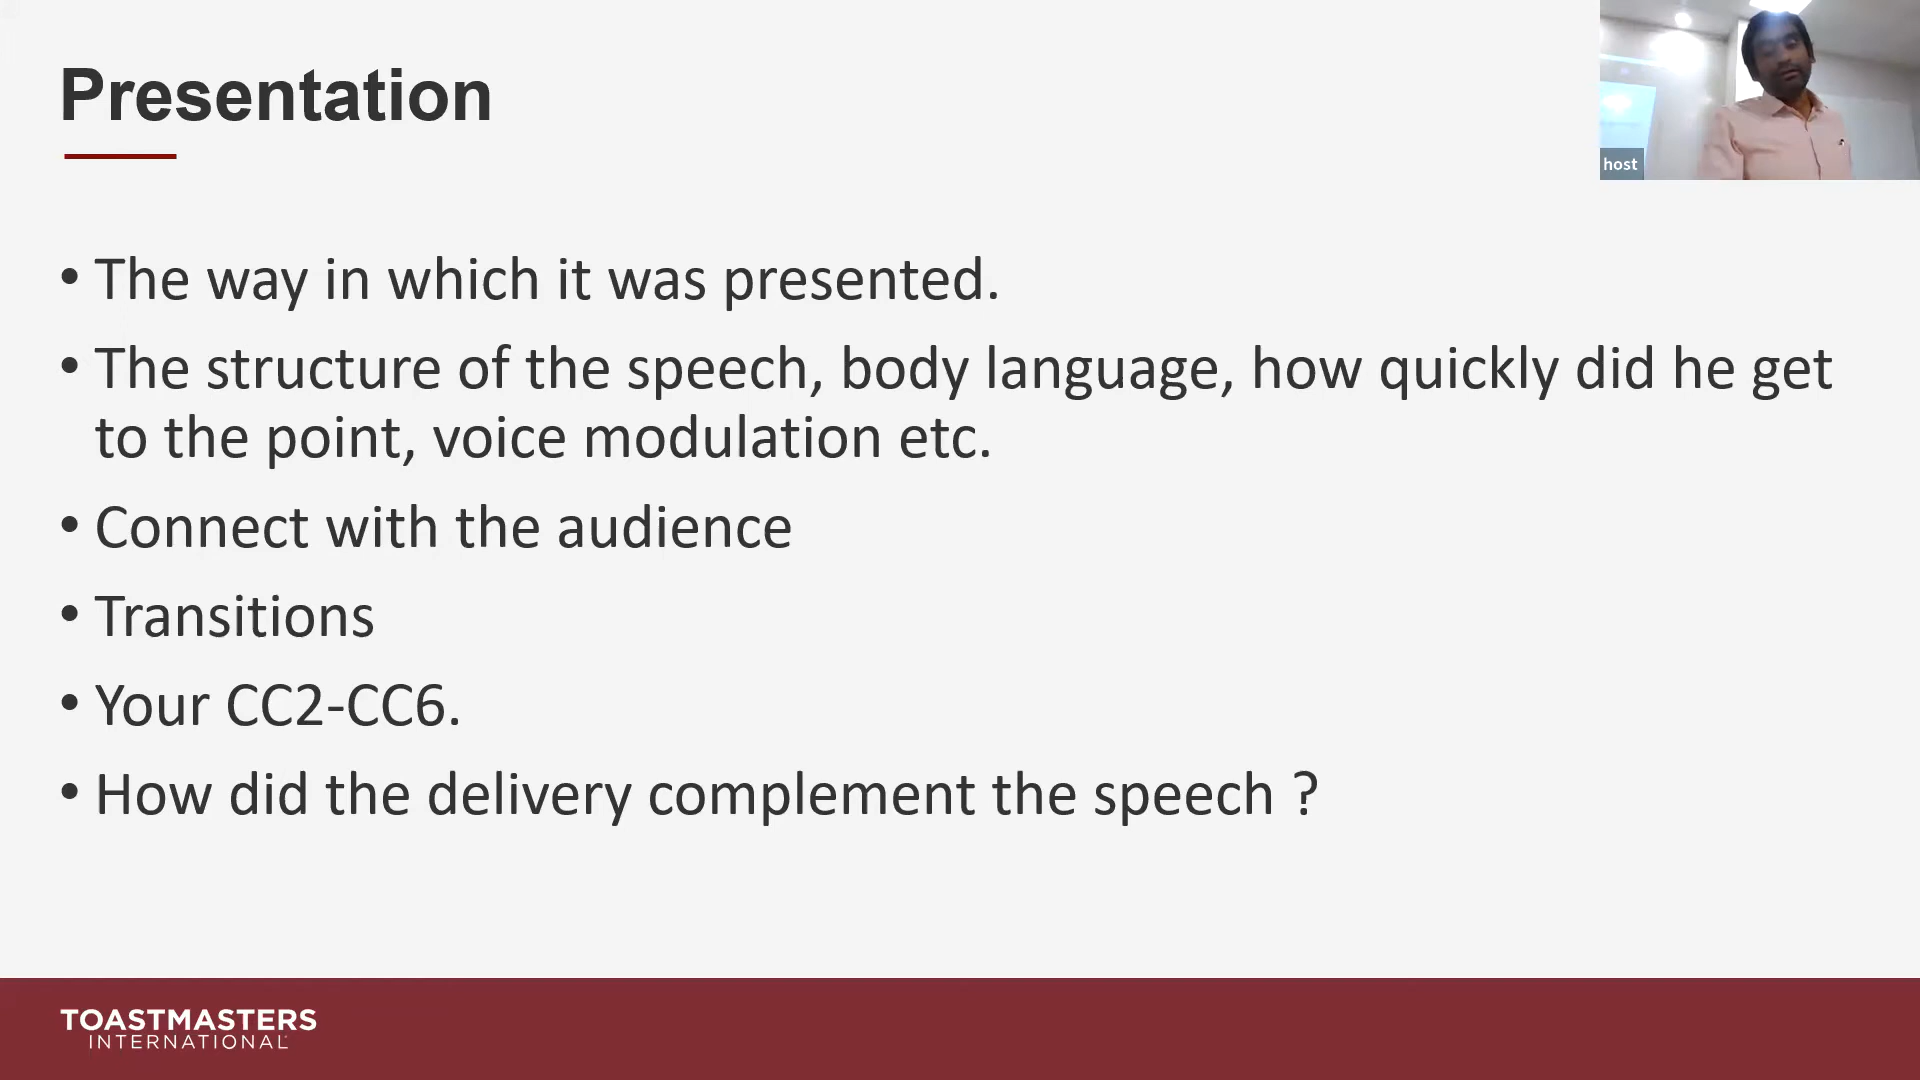 Presentation
host
• The way in which it was presented.
• The structure of the speech, body language, how quickly did he get
to the point, voice modulation etc.
• Connect with the audience
• Transitions
• Your CC2-CC6.
• How did the delivery complement the speech ?
TOASTMASTERS
INTERNATIONAL